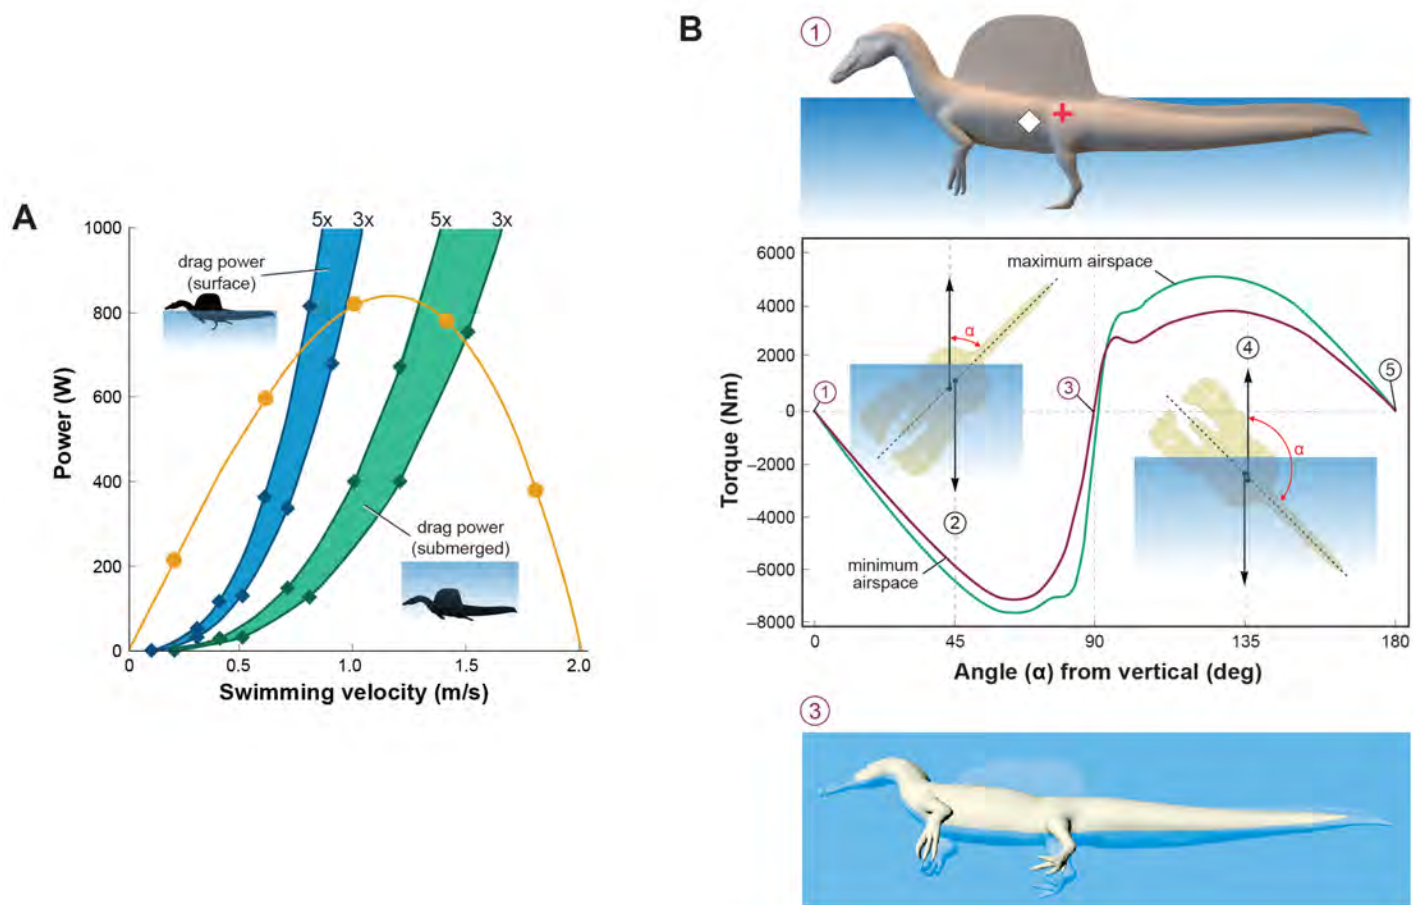 A
5x 3x 5x 3x
1000
800
600
400
200
0
Power (W)
drag power
(surface)
drag power
(submerged)
0 0.5 1.0 1.5 2.0
Swimming velocity (m/s)
B
1
6000
4000
2000
0
–2000
–4000
–6000
–8000
Torque (Nm)
maximum airspace
minimum
airspace
α
α
1
2
3
4
5
0 45 90 135 180
Angle (α) from vertical (deg)
3